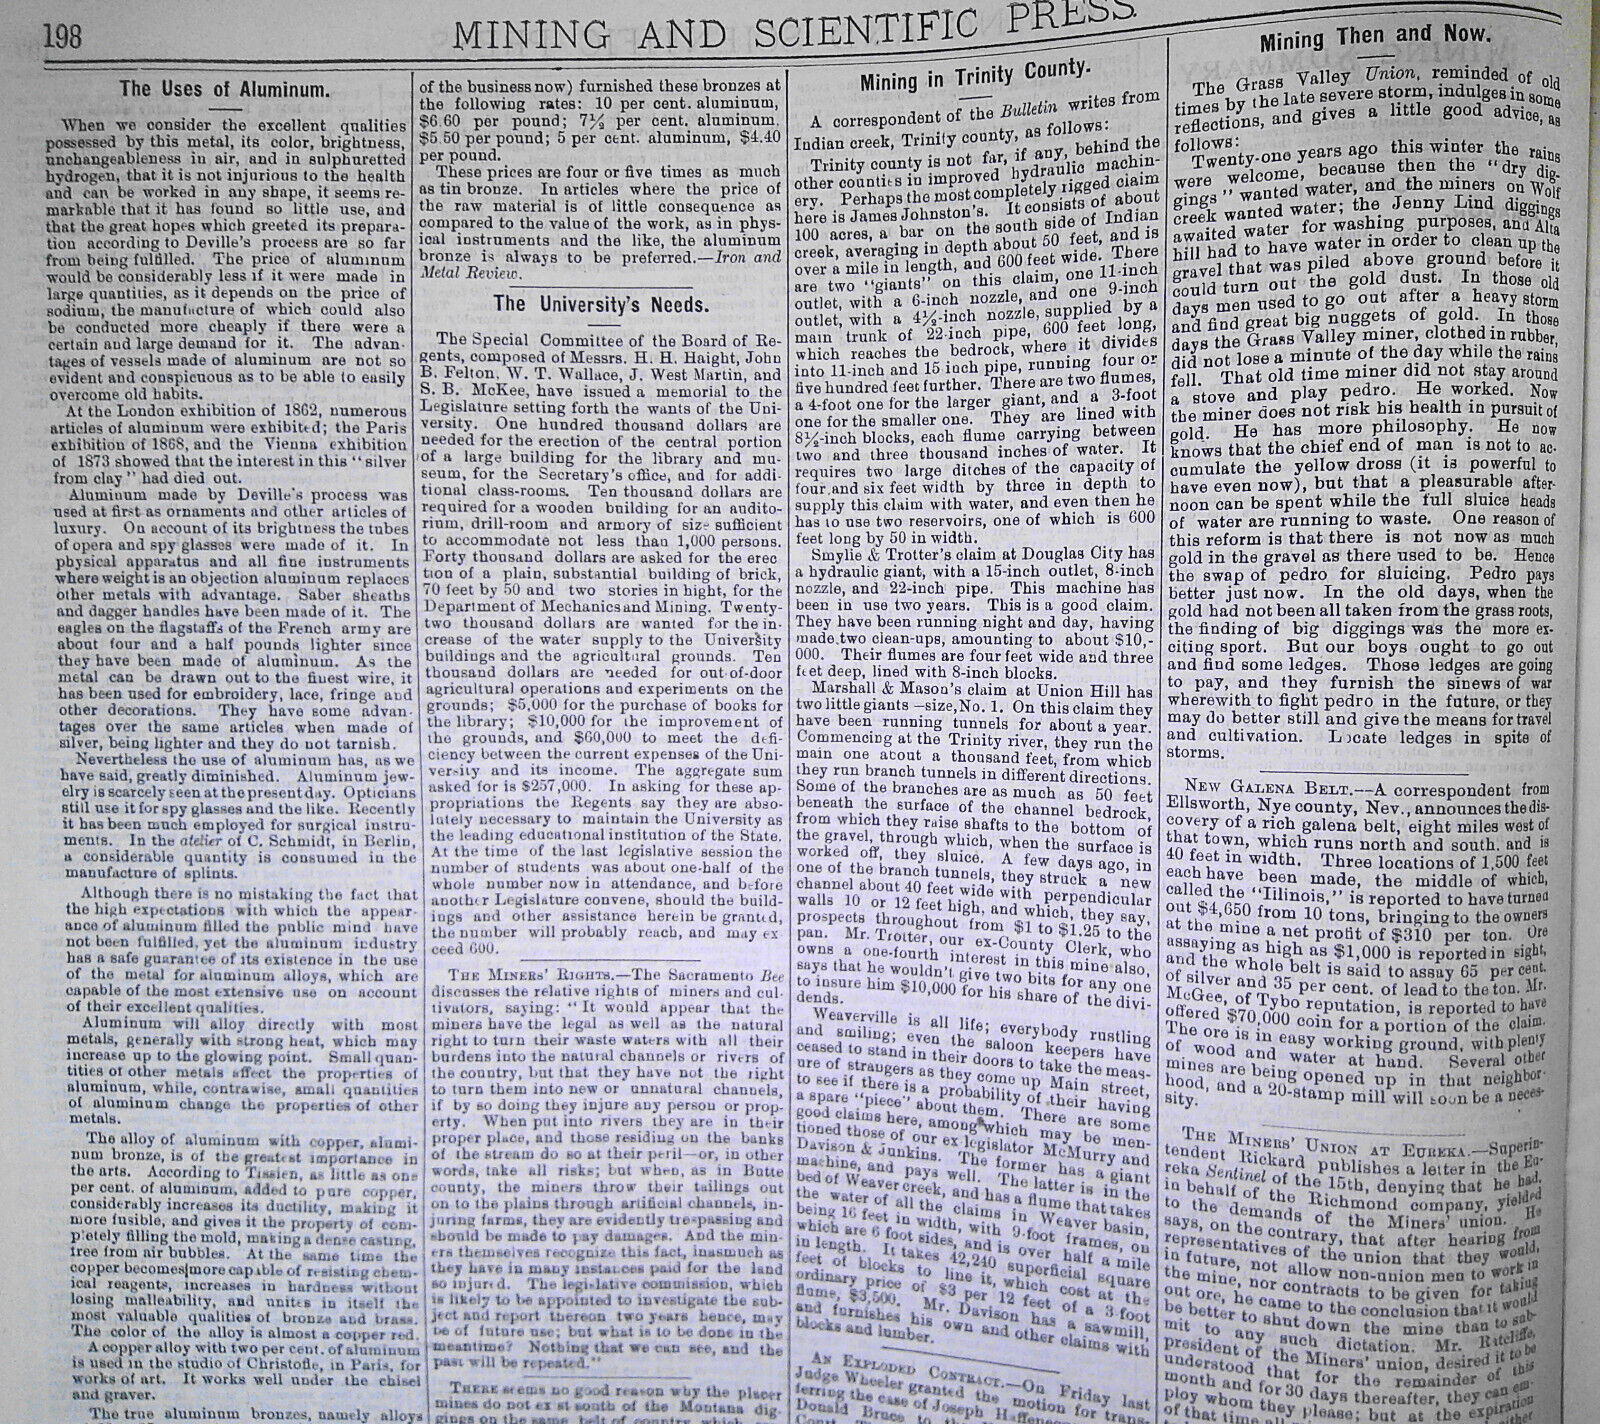 198
MINING AND SCIENTIFIC PRESS.
The Uses of Aluminum.
When we consider the excellent qualities
possessed by this metal, its color, brightness,
unchangeableness in air, and in sulphuretted
hydrogen, that it is not injurious to the health
and can be worked in any shape, it seems re-
markable that it has found so little use, and
that the great hopes which greeted its prepara-
tion according to Deville's process are so far
from being fulfilled. The price of aluminum
would be considerably less if it were made in
large quantities, as it depends on the price of
sodium, the manufacture of which could also
be conducted more cheaply if there were a
certain and large demand for it. The advan-
tages of vessels made of aluminum are not so
evident and conspicuous as to be able to easily
overcome old habits.
At the London exhibition of 1862, numerous
articles of aluminum were exhibited; the Paris
exhibition of 1868, and the Vienna exhibition
of 1873 showed that the interest in this "silver
from clay" had died out.
Aluminum made by Deville's process was
used at first as ornaments and other articles of
luxury. On account of its brightness the tubes
of opera and spy glasses were made of it. In
physical apparatus and all fine instruments
where weight is an objection aluminum replaces
other metals with advantage. Saber sheaths
and dagger handles have been made of it. The
eagles on the flagstaffs of the French army are
about four and a half pounds lighter since
they have been made of aluminum. As the
metal can be drawn out to the finest wire, it
has been used for embroidery, lace, fringe and
other decorations. They have some advan-
tages over the same articles when made of
silver, being lighter and they do not tarnish.
Nevertheless the use of aluminum has, as we
have said, greatly diminished. Aluminum jew-
elry is scarcely seen at the present day. Opticians
still use it for spy glasses and the like. Recently
it has been much employed for surgical instru-
ments. In the atelier of C. Schmidt, in Berlin,
a considerable quantity is consumed in the
manufacture of splints.
Although there is no mistaking the fact that
the high expectations with which the appear-
ance of aluminum filled the public mind have
not been fulfilled, yet the aluminum industry
has a safe guarantee of its existence in the use
of the metal for aluminum alloys, which are
capable of the most extensive use on account
of their excellent qualities.
Aluminum will alloy directly with most
metals, generally with strong heat, which may
increase up to the glowing point. Small quan-
tities of other metals affect the properties of
aluminum, while, contrawise, small quantities
of aluminum change the properties of other
metals.
The alloy of aluminum with copper, alumi-
num bronze, is of the greatest importance in
the arts. According to Tissien, as little as one
per cent. of aluminum, added to pure copper,
considerably increases its ductility, making it
more fusible, and gives it the property of com-
pletely filling the mold, making a dense casting,
free from air bubbles. At the same time the
copper becomes more capable of resisting chem-
ical reagents, increases in hardness without
losing malleability, and unites in itself the
most valuable qualities of bronze and brass.
The color of the alloy is almost a copper red.
A copper alloy with two per cent. of aluminum
is used in the studio of Christofle, in Paris, for
works of art. It works well under the chisel
and graver.
The true aluminum bronzes, namely alloys
of the business now) furnished these bronzes at
the following rates: 10 per cent. aluminum,
$6.60 per pound; 7½ per cent. aluminum.
$5.50 per pound; 5 per cent. aluminum, $4.40
per pound.
These prices are four or five times as much
as tin bronze. In articles where the price of
the raw material is of little consequence as
compared to the value of the work, as in phys-
ical instruments and the like, the aluminum
bronze is always to be preferred.—Iron and
Metal Review.
The University's Needs.
The Special Committee of the Board of Re-
gents, composed of Messrs. H. H. Haight, John
B. Felton, W. T. Wallace, J. West Martin, and
S. B. McKee, have issued a memorial to the
Legislature setting forth the wants of the Uni-
versity. One hundred thousand dollars are
needed for the erection of the central portion
of a large building for the library and mu-
seum, for the Secretary's office, and for addi-
tional class-rooms. Ten thousand dollars are
required for a wooden building for an audito-
rium, drill-room and armory of size sufficient
to accommodate not less than 1,000 persons.
Forty thousand dollars are asked for the erec
tion of a plain, substantial building of brick,
70 feet by 50 and two stories in hight, for the
Department of Mechanics and Mining. Twenty-
two thousand dollars are wanted for the in-
crease of the water supply to the University
buildings and the agricultural grounds. Ten
thousand dollars are needed for out-of-door
agricultural operations and experiments on the
grounds; $5,000 for the purchase of books for
the library; $10,000 for the improvement of
the grounds, and $60,000 to meet the defi-
ciency between the current expenses of the Uni-
versity and its income. The aggregate sum
asked for is $257,000. In asking for these ap-
propriations the Regents say they are abso-
lutely necessary to maintain the University as
the leading educational institution of the State.
At the time of the last legislative session the
number of students was about one-half of the
whole number now in attendance, and before
another Legislature convene, should the build-
ings and other assistance herein be granted,
the number will probably reach, and may ex-
ceed 600.
THE MINERS' RIGHTS.—The Sacramento Bee
discusses the relative rights of miners and cul-
tivators, saying: "It would appear that the
miners have the legal as well as the natural
right to turn their waste waters with all their
burdens into the natural channels or rivers of
the country, but that they have not the right
to turn them into new or unnatural channels,
if by so doing they injure any person or prop-
erty. When put into rivers they are in their
proper place, and those residing on the banks
of the stream do so at their peril—or, in other
words, take all risks; but when, as in Butte
county, the miners throw their tailings out
on to the plains through artificial channels, in-
juring farms, they are evidently trespassing and
should be made to pay damages. And the min-
ers themselves recognize this fact, inasmuch as
they have in many instances paid for the land
so injured. The legislative commission, which
is likely to be appointed to investigate the sub-
ject and report thereon two years hence, may
be of future use; but what is to be done in the
meantime? Nothing that we can see, and the
past will be repeated."
THERE seems no good reason why the placer
mines do not ex st south of the Montana dig-
gings on the same belt of country which
Mining in Trinity County.
A correspondent of the Bulletin writes from
Indian creek, Trinity county, as follows:
Trinity county is not far, if any, behind the
other counties in improved hydraulic machin-
ery. Perhaps the most completely rigged claim
here is James Johnston's. It consists of about
100 acres, a bar on the south side of Indian
creek, averaging in depth about 50 feet, and is
over a mile in length, and 600 feet wide. There
are two "giants" on this claim, one 11-inch
outlet, with a 6-inch nozzle, and one 9-inch
outlet, with a 4½-inch nozzle, supplied by a
main trunk of 22-inch pipe, 600 feet long,
which reaches the bedrock, where it divides
into 11-inch and 15 inch pipe, running four or
five hundred feet further. There are two flumes,
a 4-foot one for the larger giant, and a 3-foot
one for the smaller one. They are lined with
8½-inch blocks, each flume carrying between
two and three thousand inches of water. It
requires two large ditches of the capacity of
four and six feet width by three in depth to
supply this claim with water, and even then he
has to use two reservoirs, one of which is 600
feet long by 50 in width.
Smylie & Trotter's claim at Douglas City has
a hydraulic giant, with a 15-inch outlet, 8-inch
nozzle, and 22-inch pipe. This machine has
been in use two years. This is a good claim.
They have been running night and day, having
made two clean-ups, amounting to about $10,-
000. Their flumes are four feet wide and three
feet deep, lined with 8-inch blocks.
Marshall & Mason's claim at Union Hill has
two little giants—size, No. 1. On this claim they
have been running tunnels for about a year.
Commencing at the Trinity river, they run the
main one about a thousand feet, from which
they run branch tunnels in different directions.
Some of the branches are as much as 50 feet
beneath the surface of the channel bedrock,
from which they raise shafts to the bottom of
the gravel, through which, when the surface is
worked off, they sluice. A few days ago, in
one of the branch tunnels, they struck a new
channel about 40 feet wide with perpendicular
walls 10 or 12 feet high, and which, they say,
prospects throughout from $1 to $1.25 to the
pan. Mr. Trotter, our ex-County Clerk, who
owns a one-fourth interest in this mine also,
says that he wouldn't give two bits for any one
to insure him $10,000 for his share of the divi-
dends.
Weaverville is all life; everybody rustling
and smiling; even the saloon keepers have
ceased to stand in their doors to take the meas-
ure of strangers as they come up Main street,
to see if there is a probability of their having
a spare "piece" about them. There are some
good claims here, among which may be men-
tioned those of our ex-legislator McMurry and
Davison & Junkins. The former has a giant
machine, and pays well. The latter is in the
bed of Weaver creek, and has a flume that takes
the water of all the claims in Weaver basin,
being 16 feet in width, with 9-foot frames, on
which are 6 foot sides, and is over half a mile
in length. It takes 42,240 superficial square
feet of blocks to line it, which cost at the
ordinary price of $3 per 12 feet of a 3-foot
flume, $3,500. Mr. Davison has a sawmill,
and furnishes his own and other claims with
blocks and lumber.
AN EXPLODED CONTRACT.—On Friday last
Judge Wheeler granted the motion for trans-
ferring the case of Joseph
Donald Bruce to the
Mining Then and Now.
The Grass Valley Union, reminded of old
times by the late severe storm, indulges in some
reflections, and gives a little good advice, as
follows:
Twenty-one years ago this winter the rains
were welcome, because then the "dry dig-
gings" wanted water, and the miners on Wolf
creek wanted water; the Jenny Lind diggings
awaited water for washing purposes, and Alta
hill had to have water in order to clean up the
gravel that was piled above ground before it
could turn out the gold dust. In those old
days men used to go out after a heavy storm
and find great big nuggets of gold. In those
days the Grass Valley miner, clothed in rubber,
did not lose a minute of the day while the rains
fell. That old time miner did not stay around
a stove and play pedro. He worked. Now
the miner does not risk his health in pursuit of
gold. He has more philosophy. He now
knows that the chief end of man is not to ac-
cumulate the yellow dross (it is powerful to
have even now), but that a pleasurable after-
noon can be spent while the full sluice heads
of water are running to waste. One reason of
this reform is that there is not now as much
gold in the gravel as there used to be. Hence
the swap of pedro for sluicing. Pedro pays
better just now. In the old days, when the
gold had not been all taken from the grass roots,
the finding of big diggings was the more ex-
citing sport. But our boys ought to go out
and find some ledges. Those ledges are going
to pay, and they furnish the sinews of war
wherewith to fight pedro in the future, or they
may do better still and give the means for travel
and cultivation. Locate ledges in spite of
storms.
NEW GALENA BELT.—A correspondent from
Ellsworth, Nye county, Nev., announces the dis-
covery of a rich galena belt, eight miles west of
that town, which runs north and south, and is
40 feet in width. Three locations of 1,500 feet
each have been made, the middle of which,
called the "Illinois," is reported to have turned
out $4,650 from 10 tons, bringing to the owners
at the mine a net profit of $310 per ton. Ore
assaying as high as $1,000 is reported in sight,
and the whole belt is said to assay 65 per cent.
of silver and 35 per cent. of lead to the ton. Mr.
McGee, of Tybo reputation, is reported to have
offered $70,000 coin for a portion of the claim.
The ore is in easy working ground, with plenty
of wood and water at hand. Several other
mines are being opened up in that neighbor-
hood, and a 20-stamp mill will soon be a neces-
sity.
THE MINERS' UNION AT EUREKA.—Superin-
tendent Rickard publishes a letter in the Eu-
reka Sentinel of the 15th, denying that he had,
in behalf of the Richmond company, yielded
to the demands of the Miners' union. He
says, on the contrary, that after hearing from
representatives of the union that they would,
in future, not allow non-union men to work in
the mine, nor contracts to be given for taking
out ore, he came to the conclusion that it would
be better to shut down the mine than to sub-
mit to any such dictation. Mr. Ratcliffe,
president of the Miners' union, desired it to be
understood that for the remainder of this
month and for 30 days thereafter, they can em-
ploy whom they please; but at the expiration
of that time all